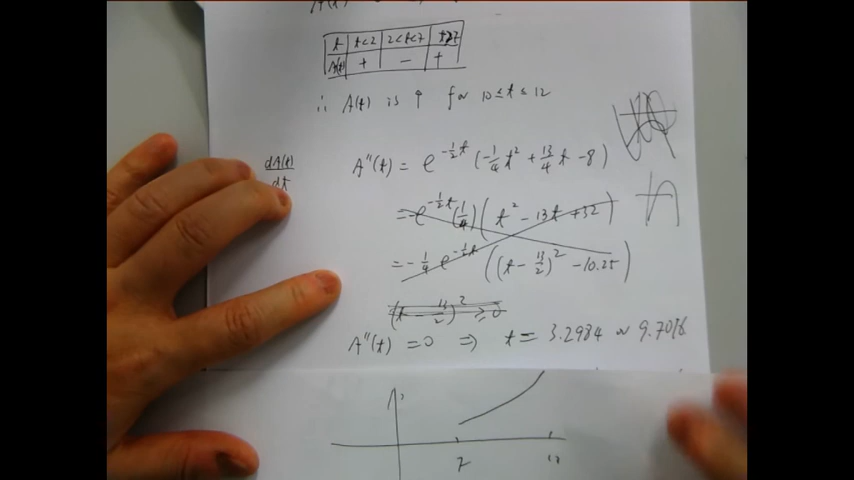 t | t<2 | 2<t<7 | t>7
A'(t) | + | − | +
∴ A(t) is ↑ for 10 ≤ t ≤ 12
dA(t)/dt
A''(t) = e^{-1/2 t} (-1/4 t² + 13/4 t - 8)
= -e^{-1/2 t} (1/4) (t² - 13t + 32)
= -1/4 e^{-1/2 t} ((t - 13/2)² - 10.25)
(t - 13/2)² ≥ 0
A''(t) = 0 ⇒ t = 3.2984 or 9.7016
7